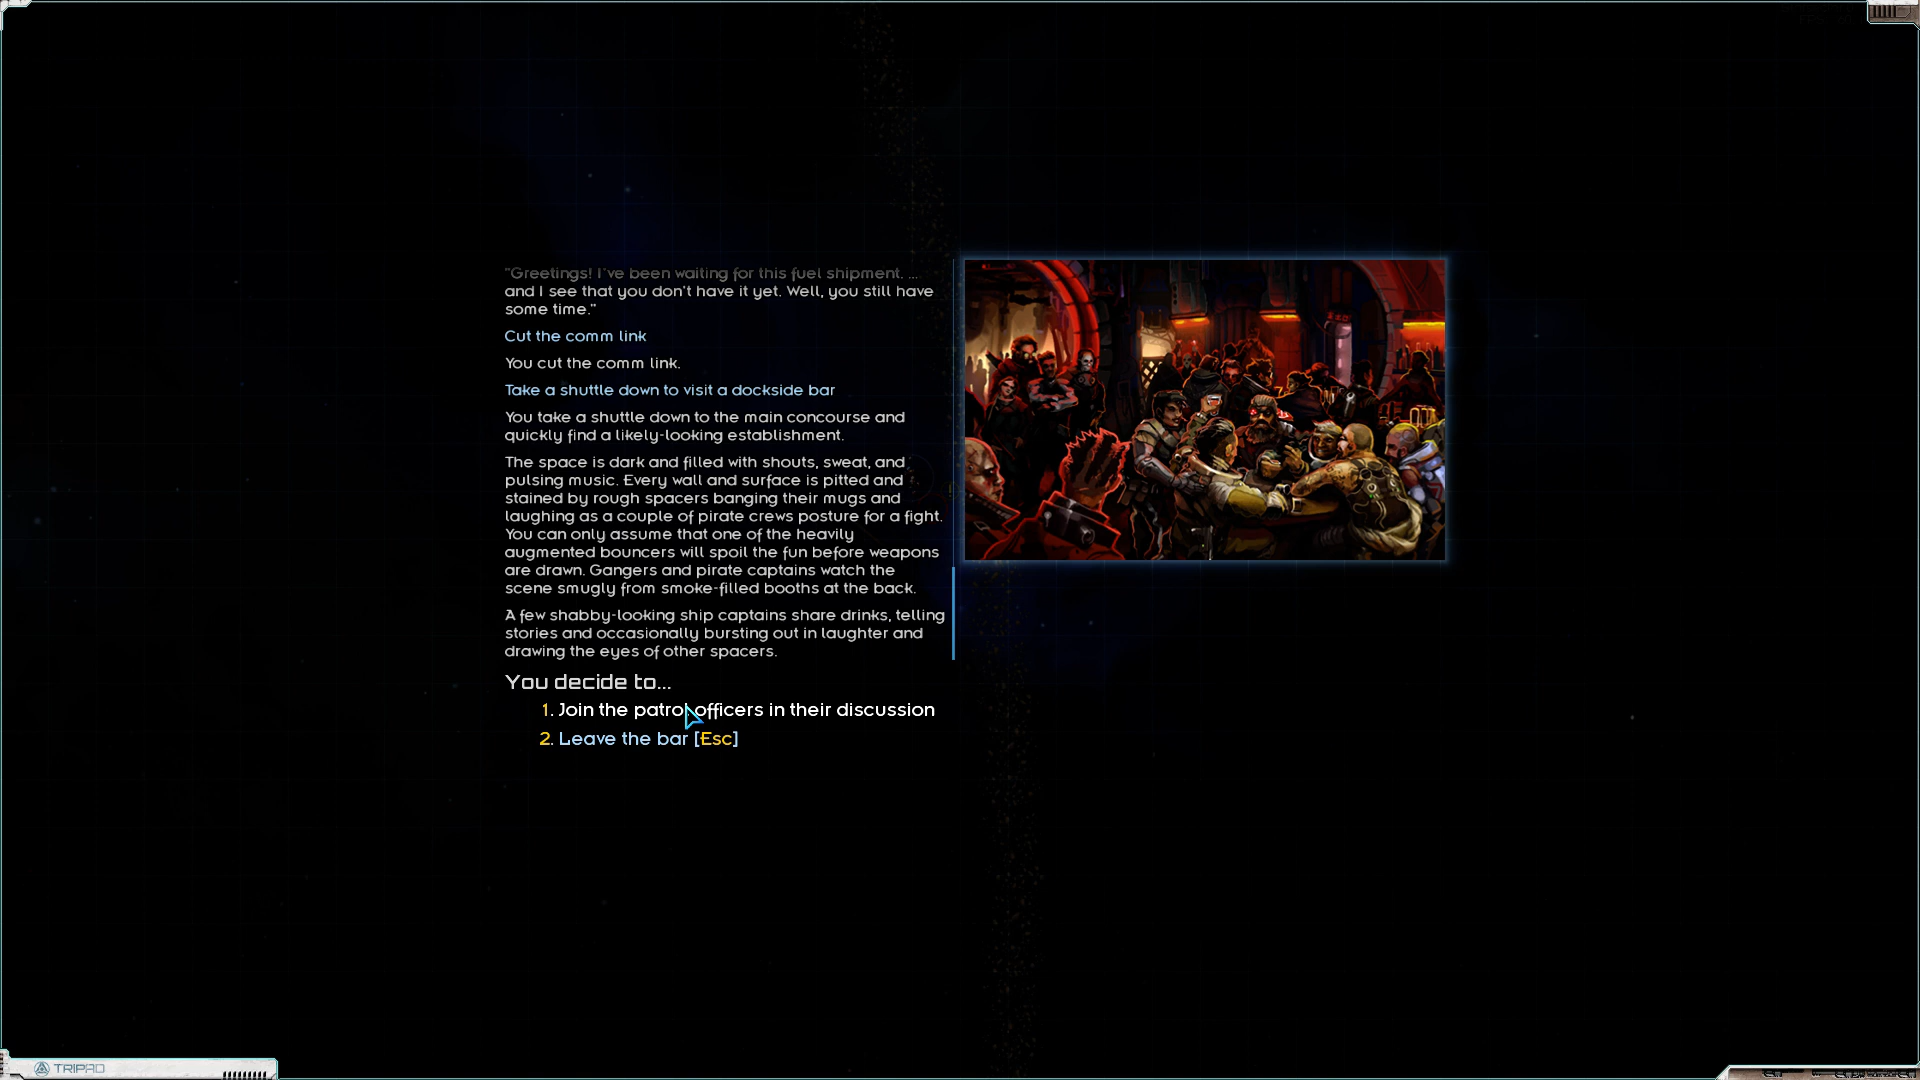 "Greetings! I've been waiting for this fuel shipment. ...
and I see that you don't have it yet. Well, you still have
some time."
Cut the comm link
You cut the comm link.
Take a shuttle down to visit a dockside bar
You take a shuttle down to the main concourse and
quickly find a likely-looking establishment.
The space is dark and filled with shouts, sweat, and
pulsing music. Every wall and surface is pitted and
stained by rough spacers banging their mugs and
laughing as a couple of pirate crews posture for a fight.
You can only assume that one of the heavily
augmented bouncers will spoil the fun before weapons
are drawn. Gangers and pirate captains watch the
scene smugly from smoke-filled booths at the back.
A few shabby-looking ship captains share drinks, telling
stories and occasionally bursting out in laughter and
drawing the eyes of other spacers.
You decide to...
1. Join the patrol officers in their discussion
2. Leave the bar [Esc]
TRIPAD